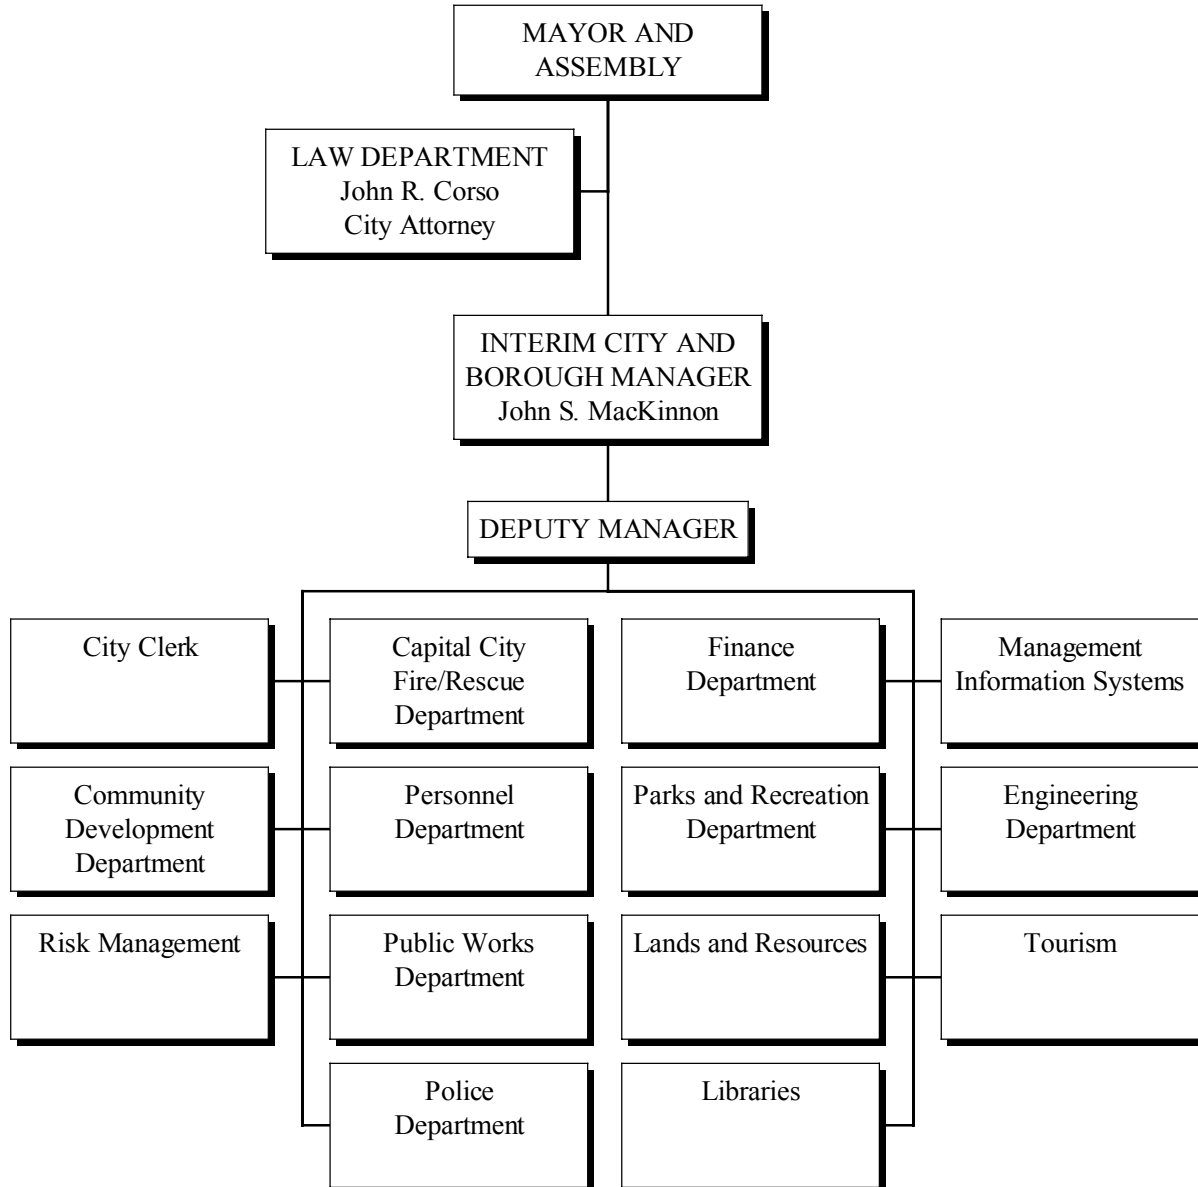 MAYOR AND
ASSEMBLY
LAW DEPARTMENT
John R. Corso
City Attorney
INTERIM CITY AND
BOROUGH MANAGER
John S. MacKinnon
DEPUTY MANAGER
City Clerk
Capital City
Fire/Rescue
Department
Finance
Department
Management
Information Systems
Community
Development
Department
Personnel
Department
Parks and Recreation
Department
Engineering
Department
Risk Management
Public Works
Department
Lands and Resources
Tourism
Police
Department
Libraries